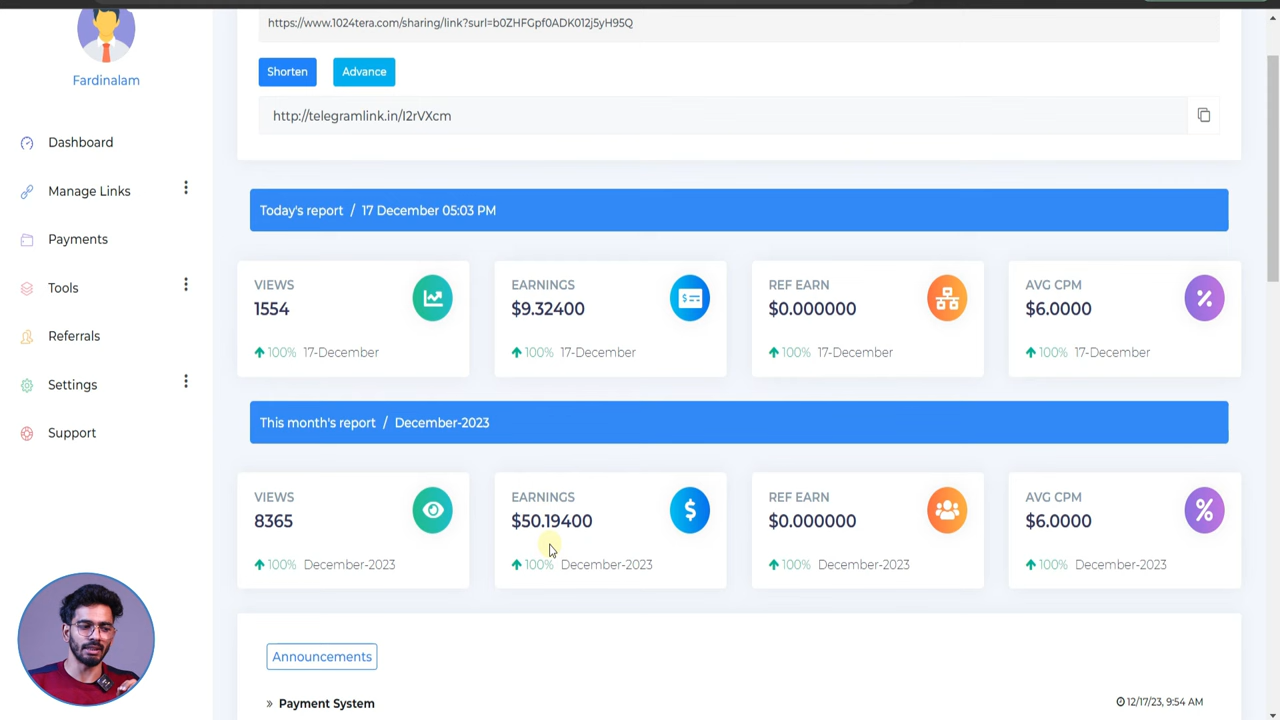 https://www.1024tera.com/sharing/link?surl=b0ZHFGpf0ADK012j5yH95Q
Shorten
Advance
http://telegramlink.in/I2rVXcm
Fardinalam
Dashboard
Manage Links
Payments
Tools
Referrals
Settings
Support
Today's report / 17 December 05:03 PM
VIEWS
1554
100% 17-December
EARNINGS
$9.32400
100% 17-December
REF EARN
$0.000000
100% 17-December
AVG CPM
$6.0000
100% 17-December
This month's report / December-2023
VIEWS
8365
100% December-2023
EARNINGS
$50.19400
100% December-2023
REF EARN
$0.000000
100% December-2023
AVG CPM
$6.0000
100% December-2023
Announcements
» Payment System
12/17/23, 9:54 AM